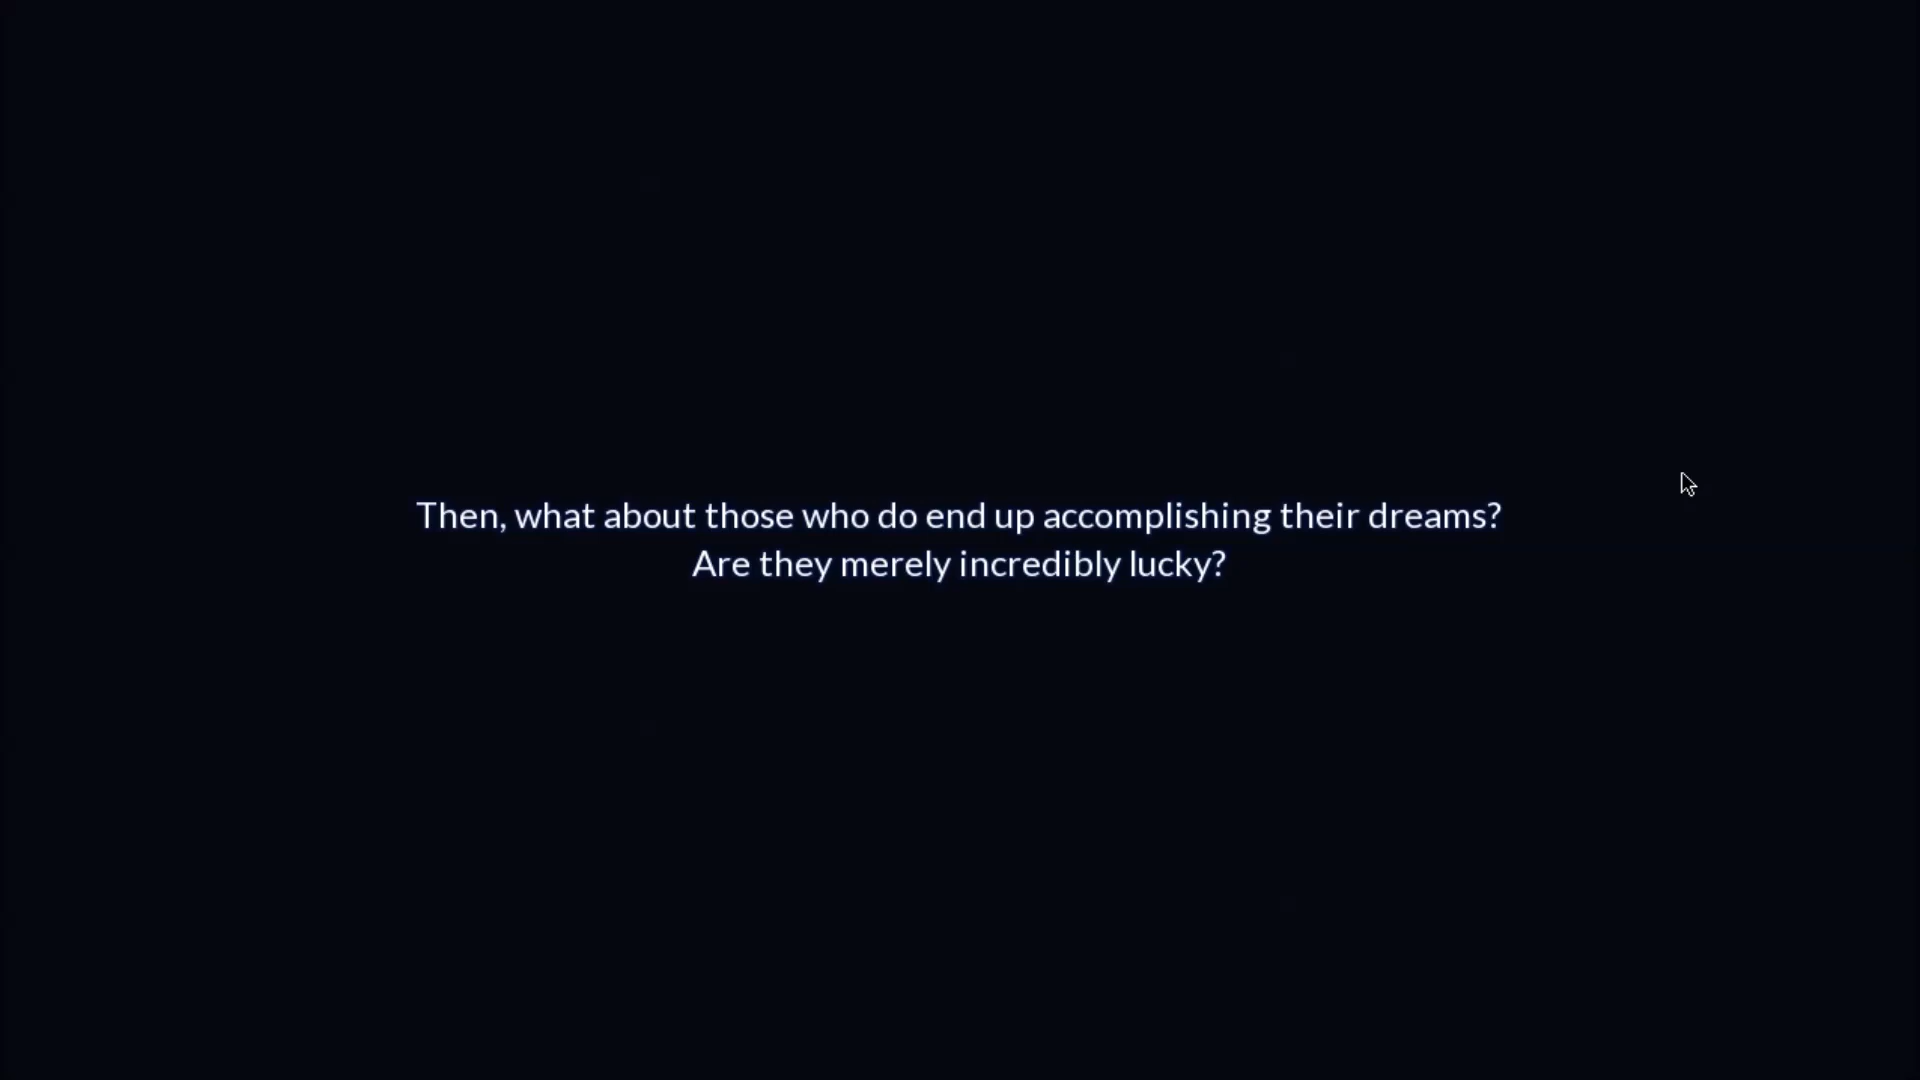 Then, what about those who do end up accomplishing their dreams?
Are they merely incredibly lucky?